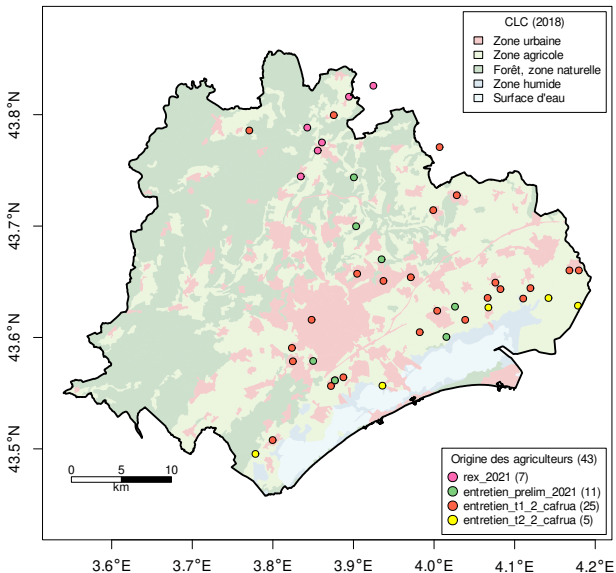 CLC (2018)
Zone urbaine
Zone agricole
Forêt, zone naturelle
Zone humide
Surface d'eau
43.8°N
43.7°N
43.6°N
43.5°N
0 5 10
km
Origine des agriculteurs (43)
rex_2021 (7)
entretien_prelim_2021 (11)
entretien_t1_2_cafrua (25)
entretien_t2_2_cafrua (5)
3.6°E 3.7°E 3.8°E 3.9°E 4.0°E 4.1°E 4.2°E